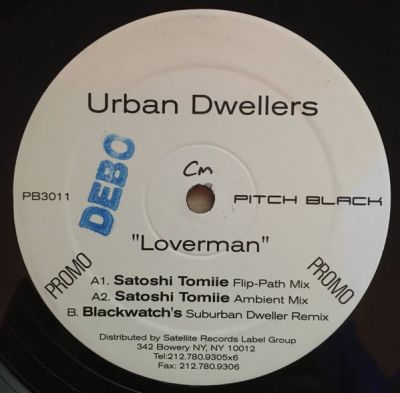 Urban Dwellers
DEBO
Cm
PB3011
PITCH BLACK
"Loverman"
PROMO
PROMO
A1. Satoshi Tomiie Flip-Path Mix
A2. Satoshi Tomiie Ambient Mix
B. Blackwatch's Suburban Dweller Remix
Distributed by Satellite Records Label Group
342 Bowery NY, NY 10012
Tel:212.780.9305x6
Fax: 212.780.9306